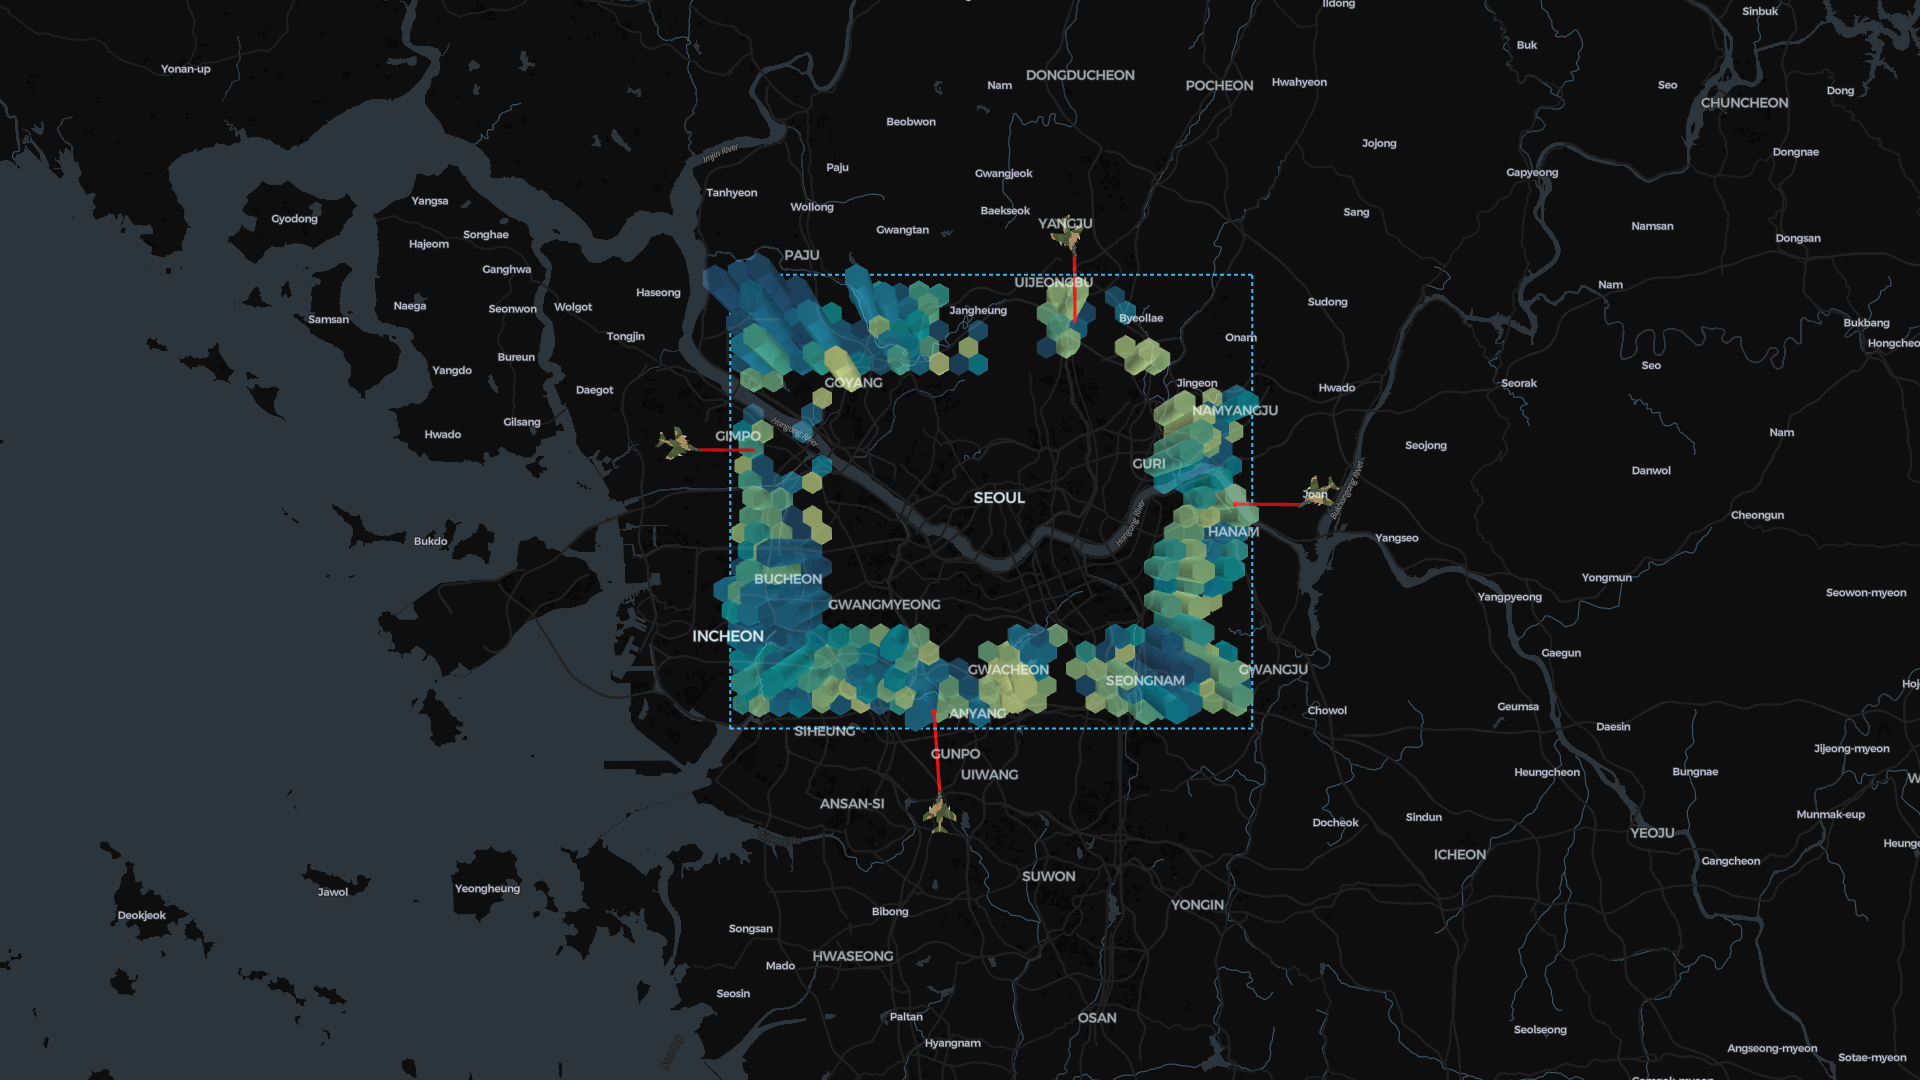 Ildong
Sinbuk
Buk
Yonan-up
DONGDUCHEON
Nam
POCHEON
Hwahyeon
Seo
Dong
CHUNCHEON
Beobwon
Jojong
Dongnae
Imjin River
Paju
Gwangjeok
Gapyeong
Tanhyeon
Yangsa
Wollong
Baekseok
Sang
Gyodong
YANGJU
Namsan
Gwangtan
Songhae
Hajeom
Dongsan
PAJU
Ganghwa
UIJEONGBU
Nam
Haseong
Naega
Seonwon
Wolgot
Jangheung
Sudong
Samsan
Byeollae
Bukbang
Tongjin
Onam
Hongcheo
Bureun
Seo
Yangdo
GOYANG
Jingeon
Seorak
Daegot
Hwado
NAMYANGJU
Gilsang
Hangang River
Hwado
GIMPO
Nam
Sejong
GURI
Danwol
SEOUL
Joan
Bukhangang River
Cheongun
Hangang River
HANAM
Bukdo
Yangseo
BUCHEON
Yongmun
Seowon-myeon
Yangpyeong
GWANGMYEONG
INCHEON
Gaegun
GWACHEON
GWANGJU
SEONGNAM
Hoj
Geumsa
ANYANG
Chowol
Daesin
SIHEUNG
Jijeong-myeon
GUNPO
Heungcheon
Bungnae
UIWANG
W
ANSAN-SI
Munmak-eup
Sindun
Docheok
YEOJU
Heunge
ICHEON
Gangcheon
SUWON
Yeongheung
Jawol
YONGIN
Bibong
Deokjeok
Songsan
HWASEONG
Mado
Seosin
Paltan
OSAN
Seolseong
Hyangnam
Angseong-myeon
Sotae-myeon